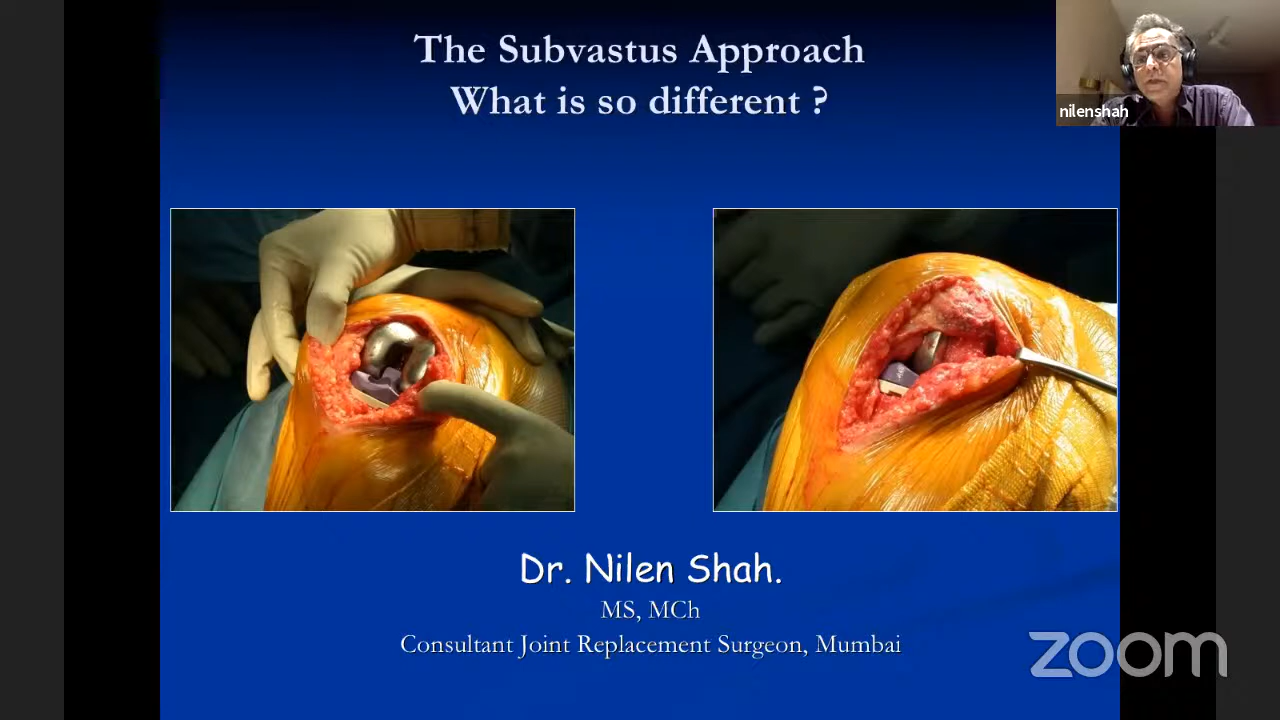 The Subvastus Approach
What is so different ?
nilenshah
Dr. Nilen Shah.
MS, MCh
Consultant Joint Replacement Surgeon, Mumbai
zoom